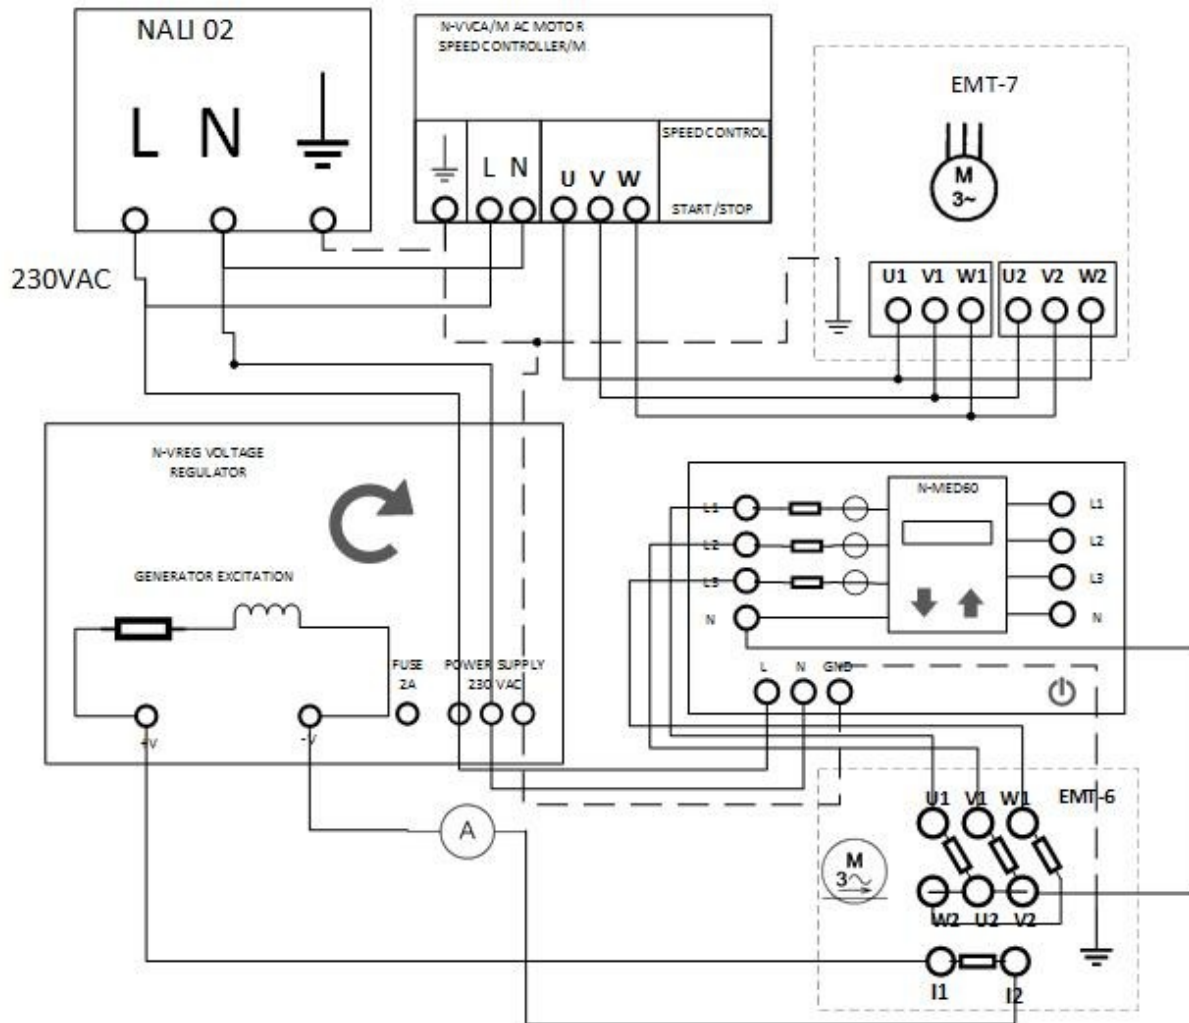 NALI 02
L N
230VAC
N-VVCA/M AC MOTOR
SPEED CONTROLLER/M
L N
U V W
SPEED CONTROL
START/STOP
EMT-7
M
3~
U1 V1 W1 U2 V2 W2
N-VREG VOLTAGE
REGULATOR
GENERATOR EXCITATION
FUSE
2A
POWER SUPPLY
230 VAC
+V
-V
N-MED60
L1
L2
L3
N
L1
L2
L3
N
L N GND
A
EMT-6
U1 V1 W1
M
3~
W2 U2 V2
I1 I2